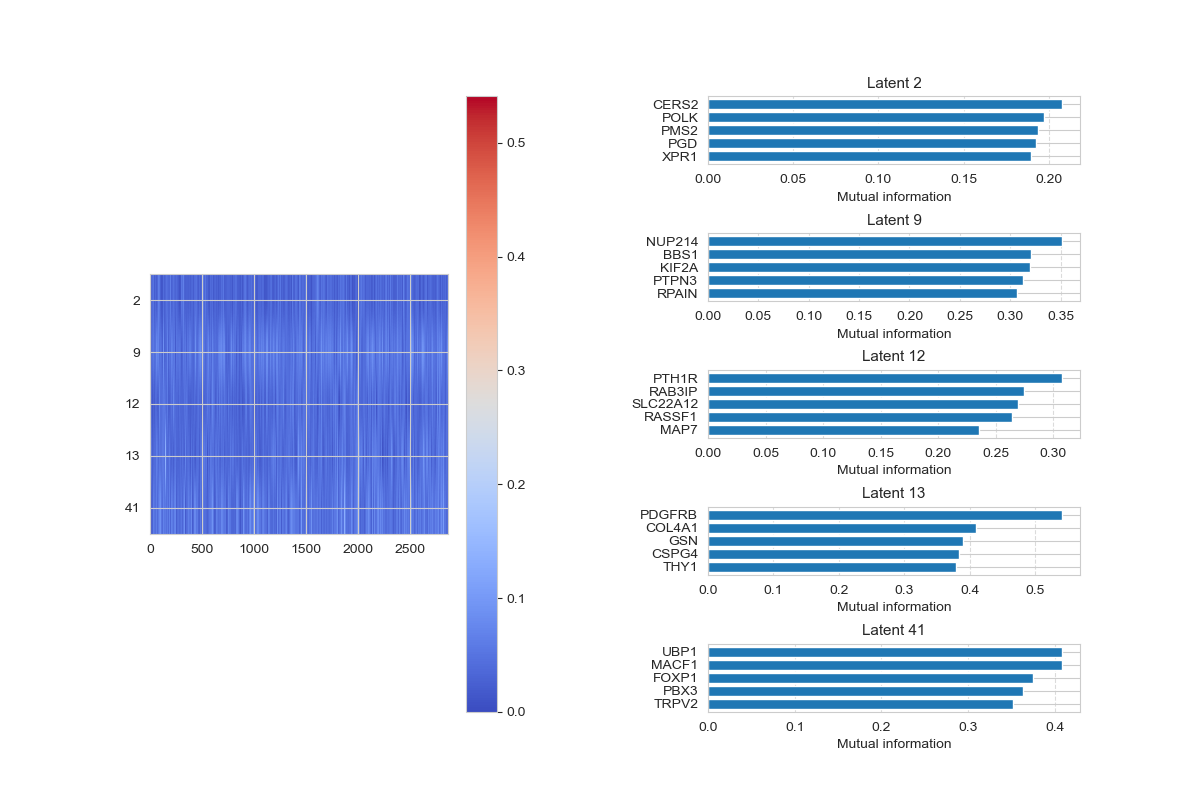 2
9
12
13
41
0 500 1000 1500 2000 2500
0.5
0.4
0.3
0.2
0.1
0.0
Latent 2
CERS2
POLK
PMS2
PGD
XPR1
0.00 0.05 0.10 0.15 0.20
Mutual information
Latent 9
NUP214
BBS1
KIF2A
PTPN3
RPAIN
0.00 0.05 0.10 0.15 0.20 0.25 0.30 0.35
Mutual information
Latent 12
PTH1R
RAB3IP
SLC22A12
RASSF1
MAP7
0.00 0.05 0.10 0.15 0.20 0.25 0.30
Mutual information
Latent 13
PDGFRB
COL4A1
GSN
CSPG4
THY1
0.0 0.1 0.2 0.3 0.4 0.5
Mutual information
Latent 41
UBP1
MACF1
FOXP1
PBX3
TRPV2
0.0 0.1 0.2 0.3 0.4
Mutual information